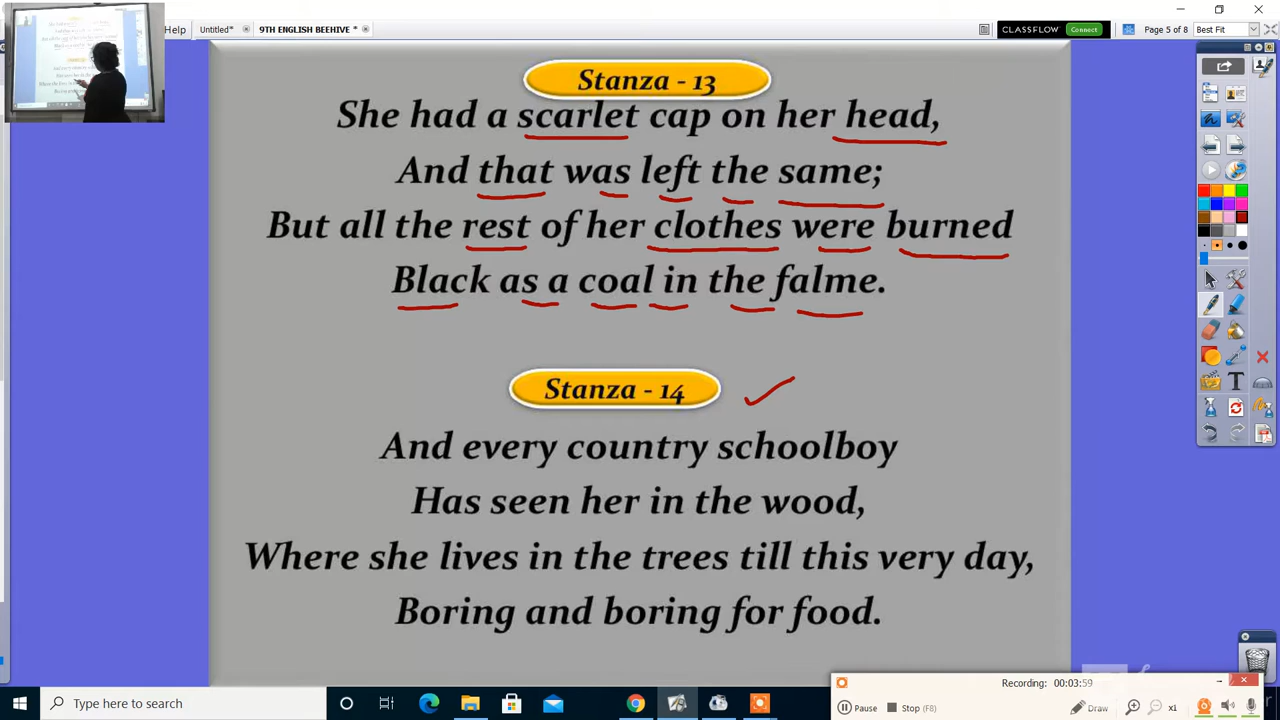 Help
Untitled*
9TH ENGLISH BEEHIVE *
CLASSFLOW
Connect
Page 5 of 8
Best Fit
Stanza - 13
She had a scarlet cap on her head,
And that was left the same;
But all the rest of her clothes were burned
Black as a coal in the falme.
Stanza - 14
And every country schoolboy
Has seen her in the wood,
Where she lives in the trees till this very day,
Boring and boring for food.
Recording: 00:03:59
Pause
Stop (F8)
Draw
x1
Type here to search